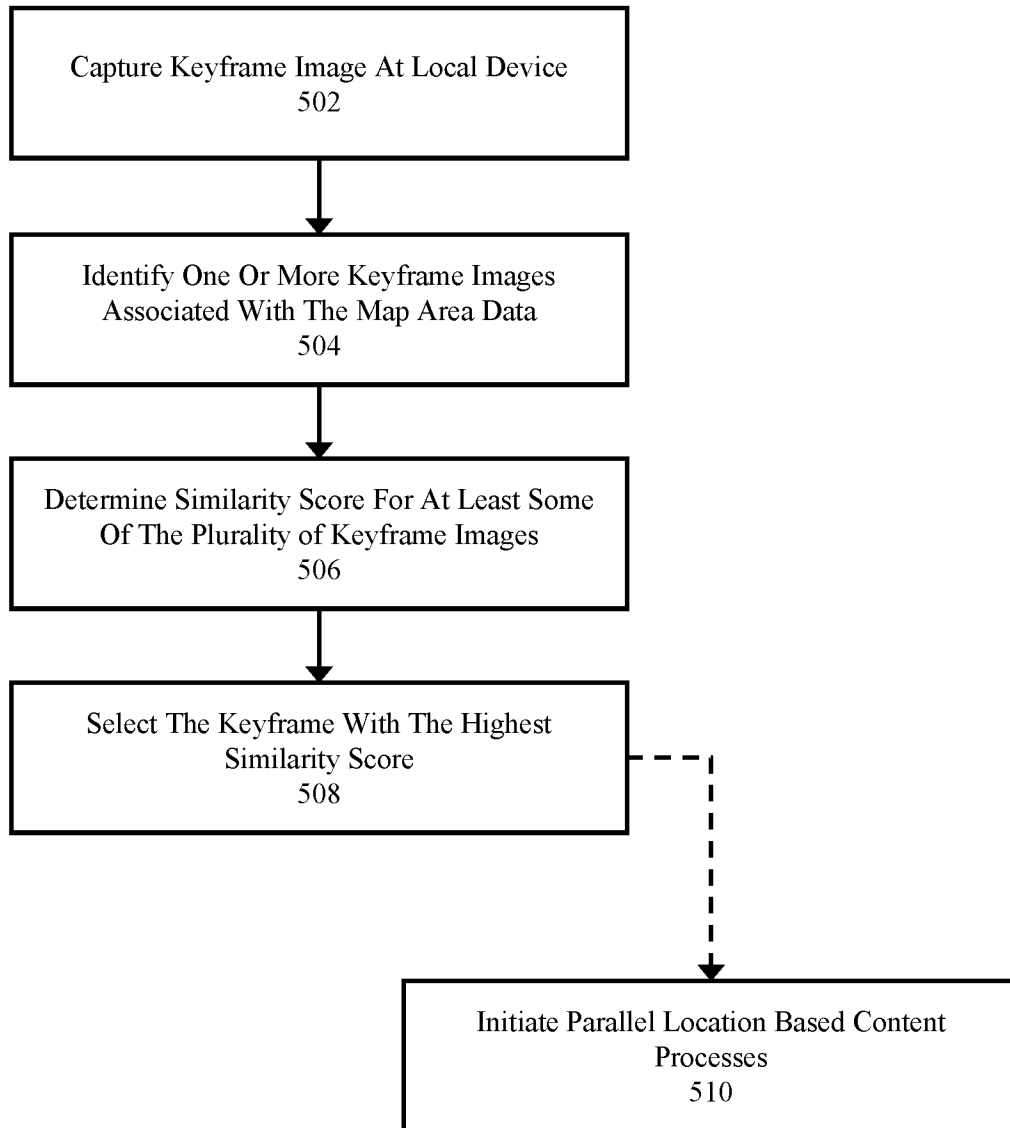 Capture Keyframe Image At Local Device
502
Identify One Or More Keyframe Images
Associated With The Map Area Data
504
Determine Similarity Score For At Least Some
Of The Plurality of Keyframe Images
506
Select The Keyframe With The Highest
Similarity Score
508
Initiate Parallel Location Based Content
Processes
510